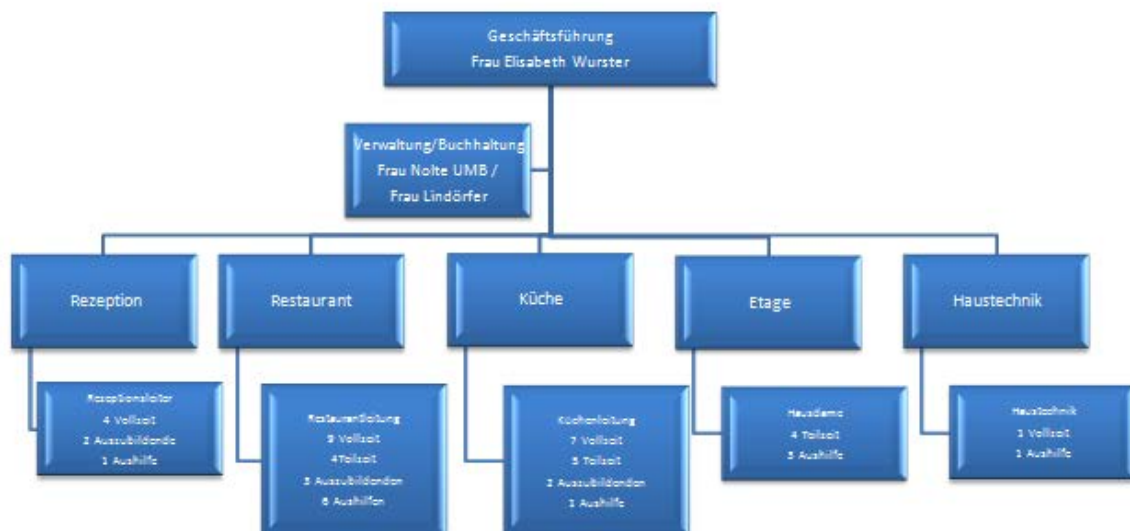 Geschäftsführung
Frau Elisabeth Wurster
Verwaltung/Buchhaltung
Frau Nolte UMB /
Frau Lindörfer
Rezeption
Restaurant
Küche
Etage
Haustechnik
Rezeptionsleiter
4 Vollzeit
2 Auszubildende
1 Aushilfe
Restaurantleitung
9 Vollzeit
4Teilzeit
3 Auszubildenden
6 Aushilfen
Küchenleitung
7 Vollzeit
Teilzeit
2 Auszubildenden
1 Aushilfe
Hausdame
4 Teilzeit
Aushilfe
Haustechnik
1 Vollzeit
1 Aushilfe